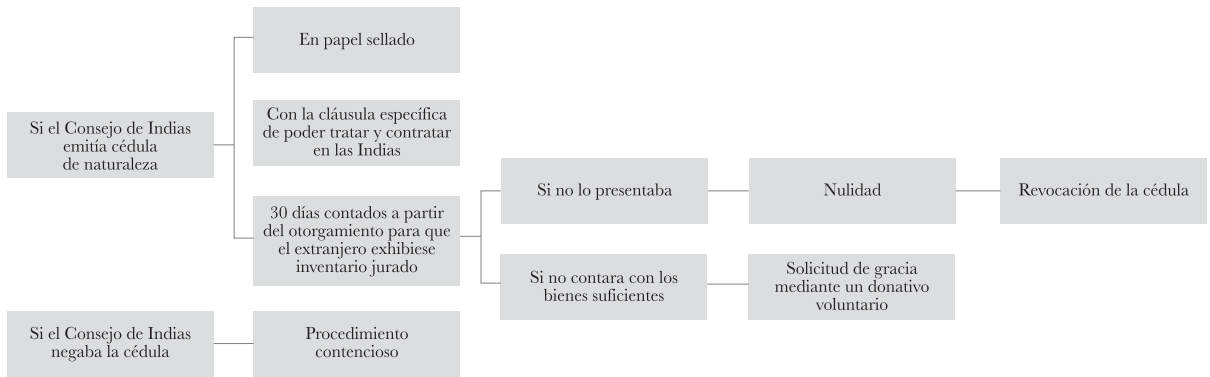 En papel sellado
Si el Consejo de Indias
emitía cédula
de naturaleza
Con la cláusula específica
de poder tratar y contratar
en las Indias
30 días contados a partir
del otorgamiento para que
el extranjero exhibiese
inventario jurado
Si no lo presentaba
Nulidad
Revocación de la cédula
Si no contara con los
bienes suficientes
Solicitud de gracia
mediante un donativo
voluntario
Si el Consejo de Indias
negaba la cédula
Procedimiento
contencioso